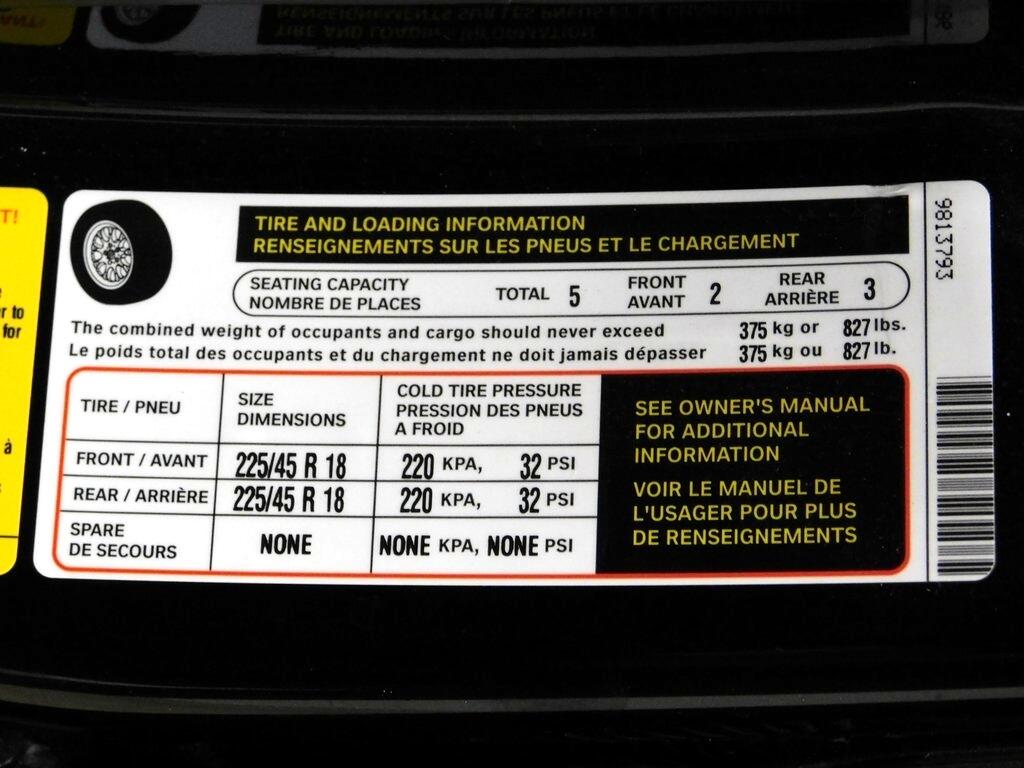 TIRE AND LOADING INFORMATION
RENSEIGNEMENTS SUR LES PNEUS ET LE CHARGEMENT
SEATING CAPACITY
NOMBRE DE PLACES
TOTAL 5
FRONT
AVANT 2
REAR
ARRIÈRE 3
The combined weight of occupants and cargo should never exceed 375 kg or 827 lbs.
Le poids total des occupants et du chargement ne doit jamais dépasser 375 kg ou 827 lb.
TIRE / PNEU
SIZE
DIMENSIONS
COLD TIRE PRESSURE
PRESSION DES PNEUS
A FROID
FRONT / AVANT 225/45 R 18 220 KPA, 32 PSI
REAR / ARRIÈRE 225/45 R 18 220 KPA, 32 PSI
SPARE
DE SECOURS
NONE NONE KPA, NONE PSI
SEE OWNER'S MANUAL
FOR ADDITIONAL
INFORMATION
VOIR LE MANUEL DE
L'USAGER POUR PLUS
DE RENSEIGNEMENTS
9813793
T!
r to
for
à